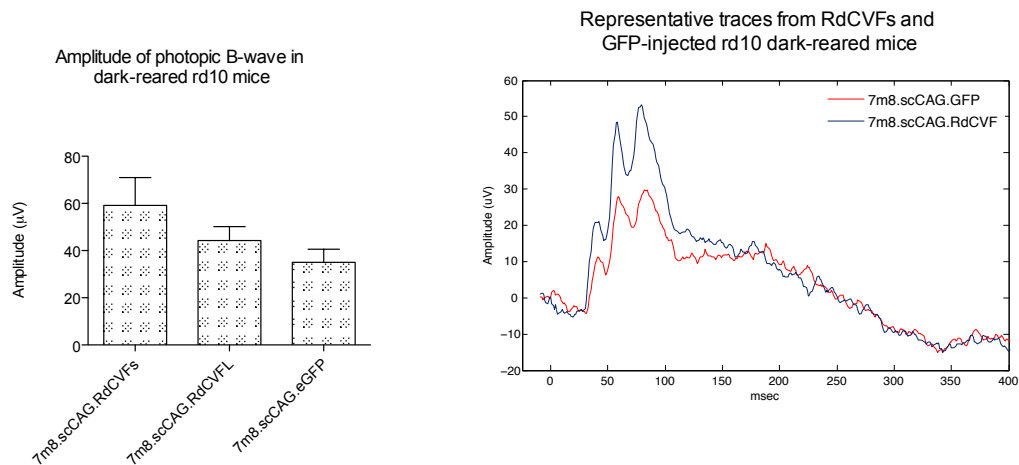 Amplitude of photopic B-wave in
dark-reared rd10 mice
Amplitude (µV)
80
60
40
20
0
7m8.scCAG.RdCVFs
7m8.scCAG.RdCVFL
7m8.scCAG.eGFP
Representative traces from RdCVFs and
GFP-injected rd10 dark-reared mice
Amplitude (uV)
60
50
40
30
20
10
0
−10
−20
7m8.scCAG.GFP
7m8.scCAG.RdCVF
0 50 100 150 200 250 300 350 400
msec